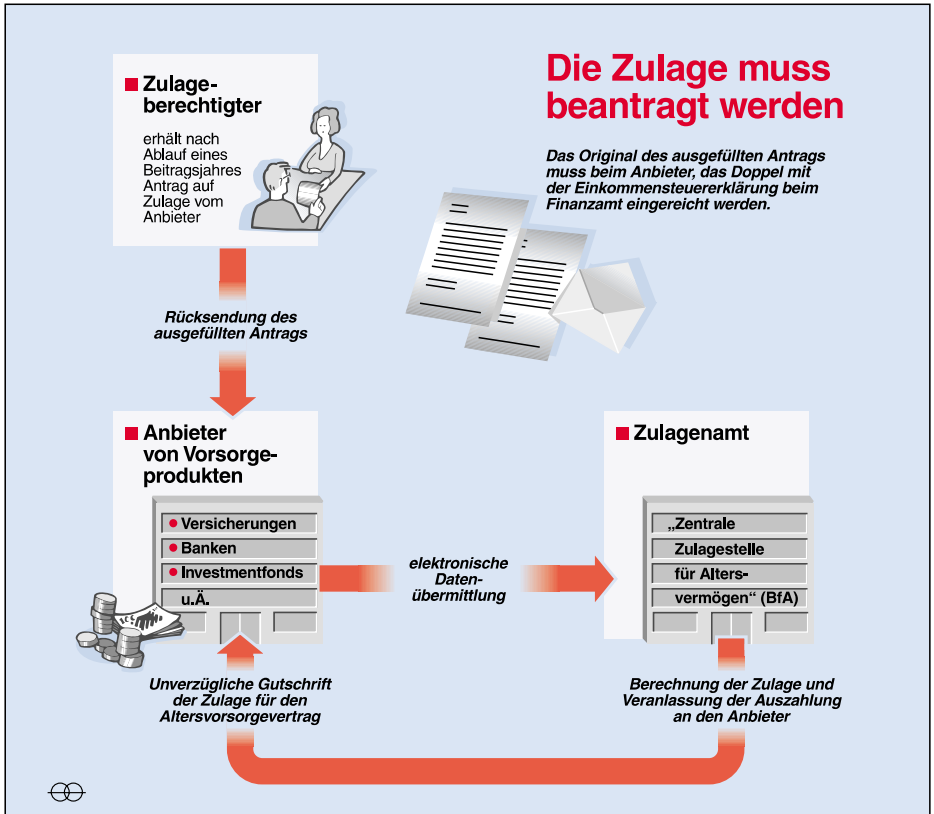 Die Zulage muss
beantragt werden
Das Original des ausgefüllten Antrags
muss beim Anbieter, das Doppel mit
der Einkommensteuererklärung beim
Finanzamt eingereicht werden.
Zulage-
berechtigter
erhält nach
Ablauf eines
Beitragsjahres
Antrag auf
Zulage vom
Anbieter
Rücksendung des
ausgefüllten Antrags
Anbieter
von Vorsorge-
produkten
• Versicherungen
• Banken
• Investmentfonds
u.Ä.
elektronische
Daten-
übermittlung
Zulagenamt
„Zentrale
Zulagestelle
für Alters-
vermögen“ (BfA)
Berechnung der Zulage und
Veranlassung der Auszahlung
an den Anbieter
Unverzügliche Gutschrift
der Zulage für den
Altersvorsorgevertrag